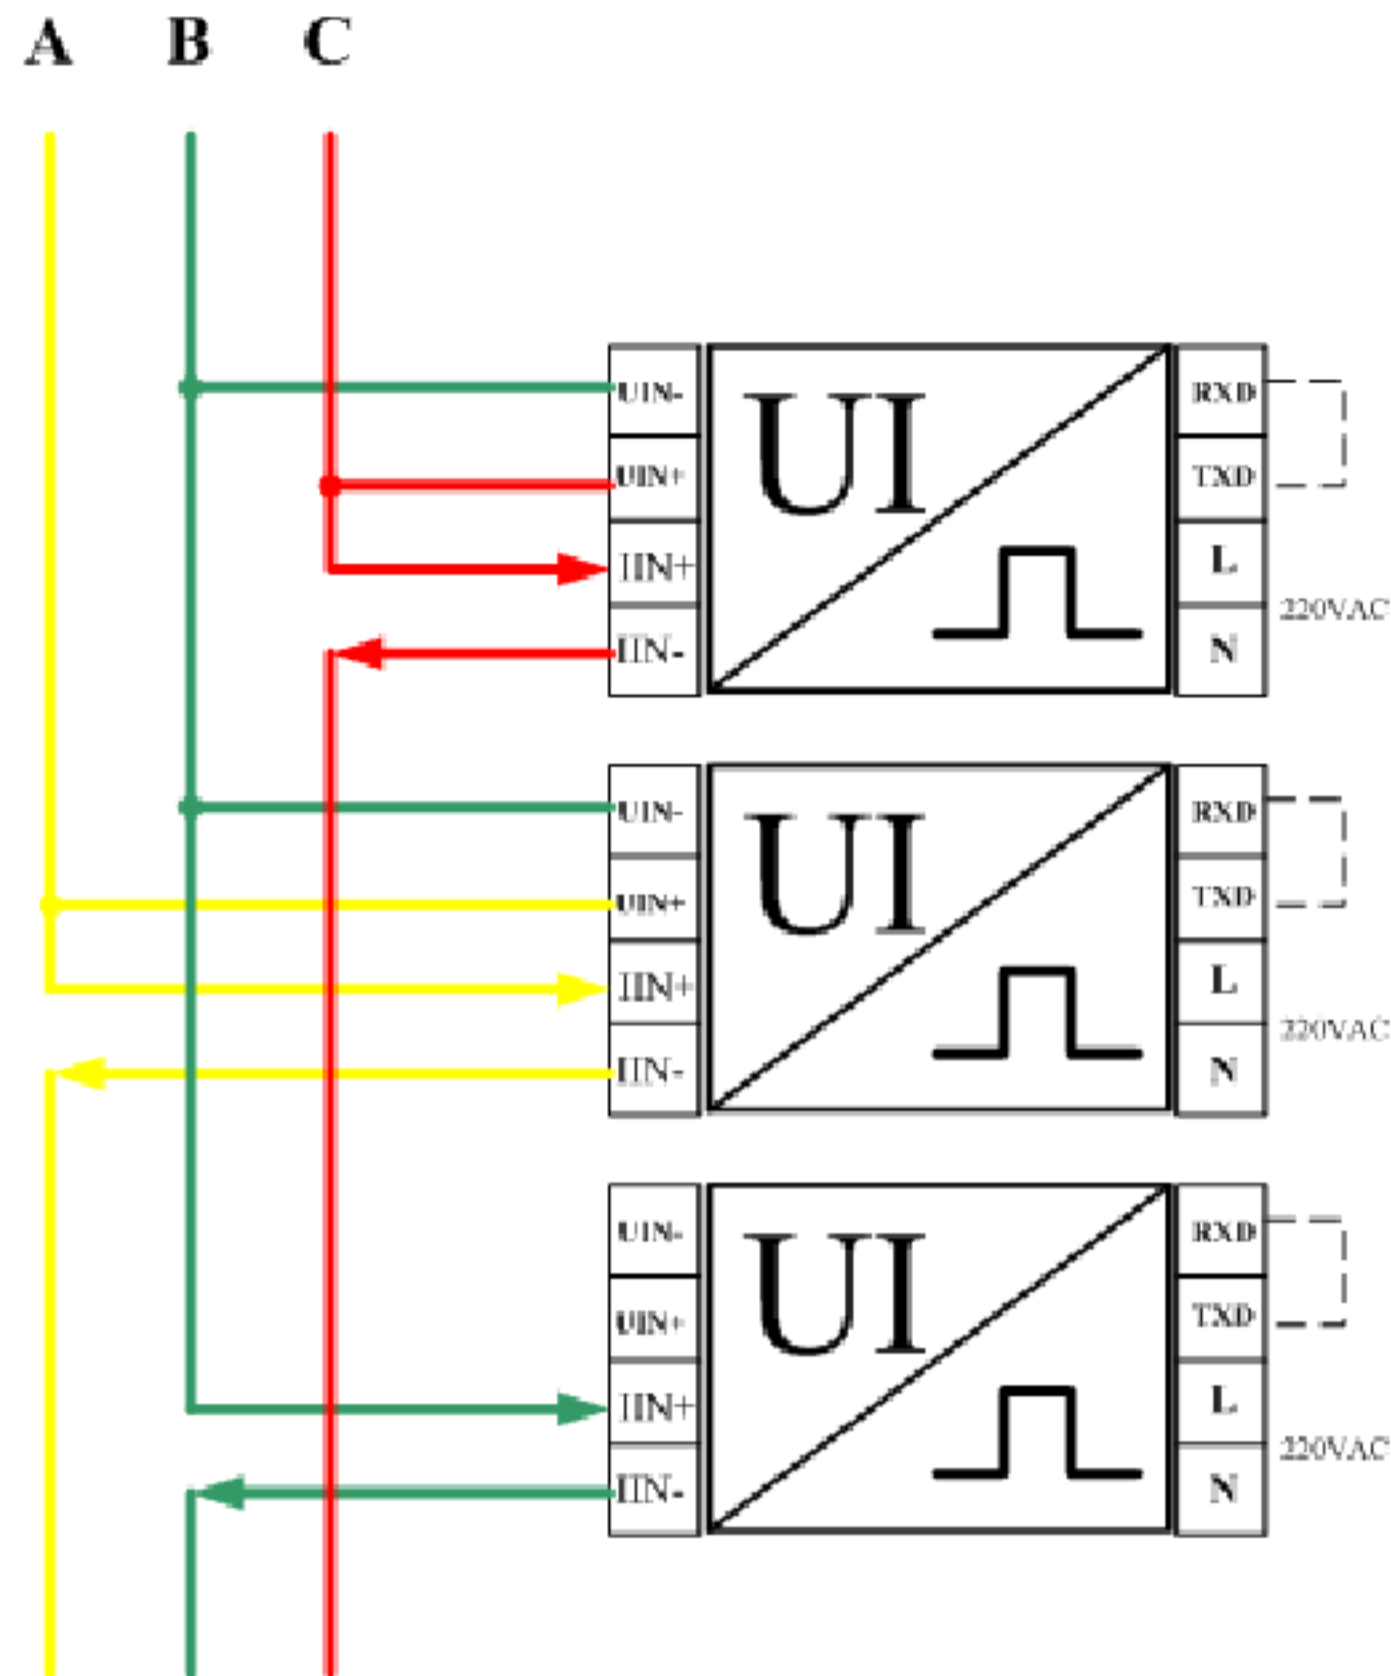 A B C
UIN-
UIN+
IIN+
IIN-
UI
RXD
TXD
L
N
220VAC
UIN-
UIN+
IIN+
IIN-
UI
RXD
TXD
L
N
220VAC
UIN-
UIN+
IIN+
IIN-
UI
RXD
TXD
L
N
220VAC